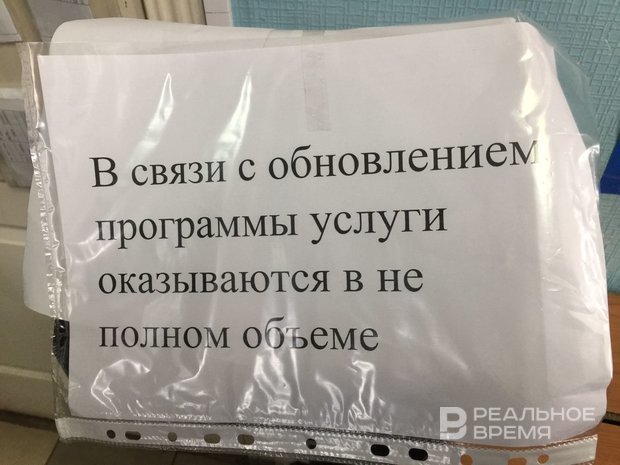 В связи с обновлением
программы услуги
оказываются в не
полном объеме
РЕАЛЬНОЕ
ВРЕМЯ